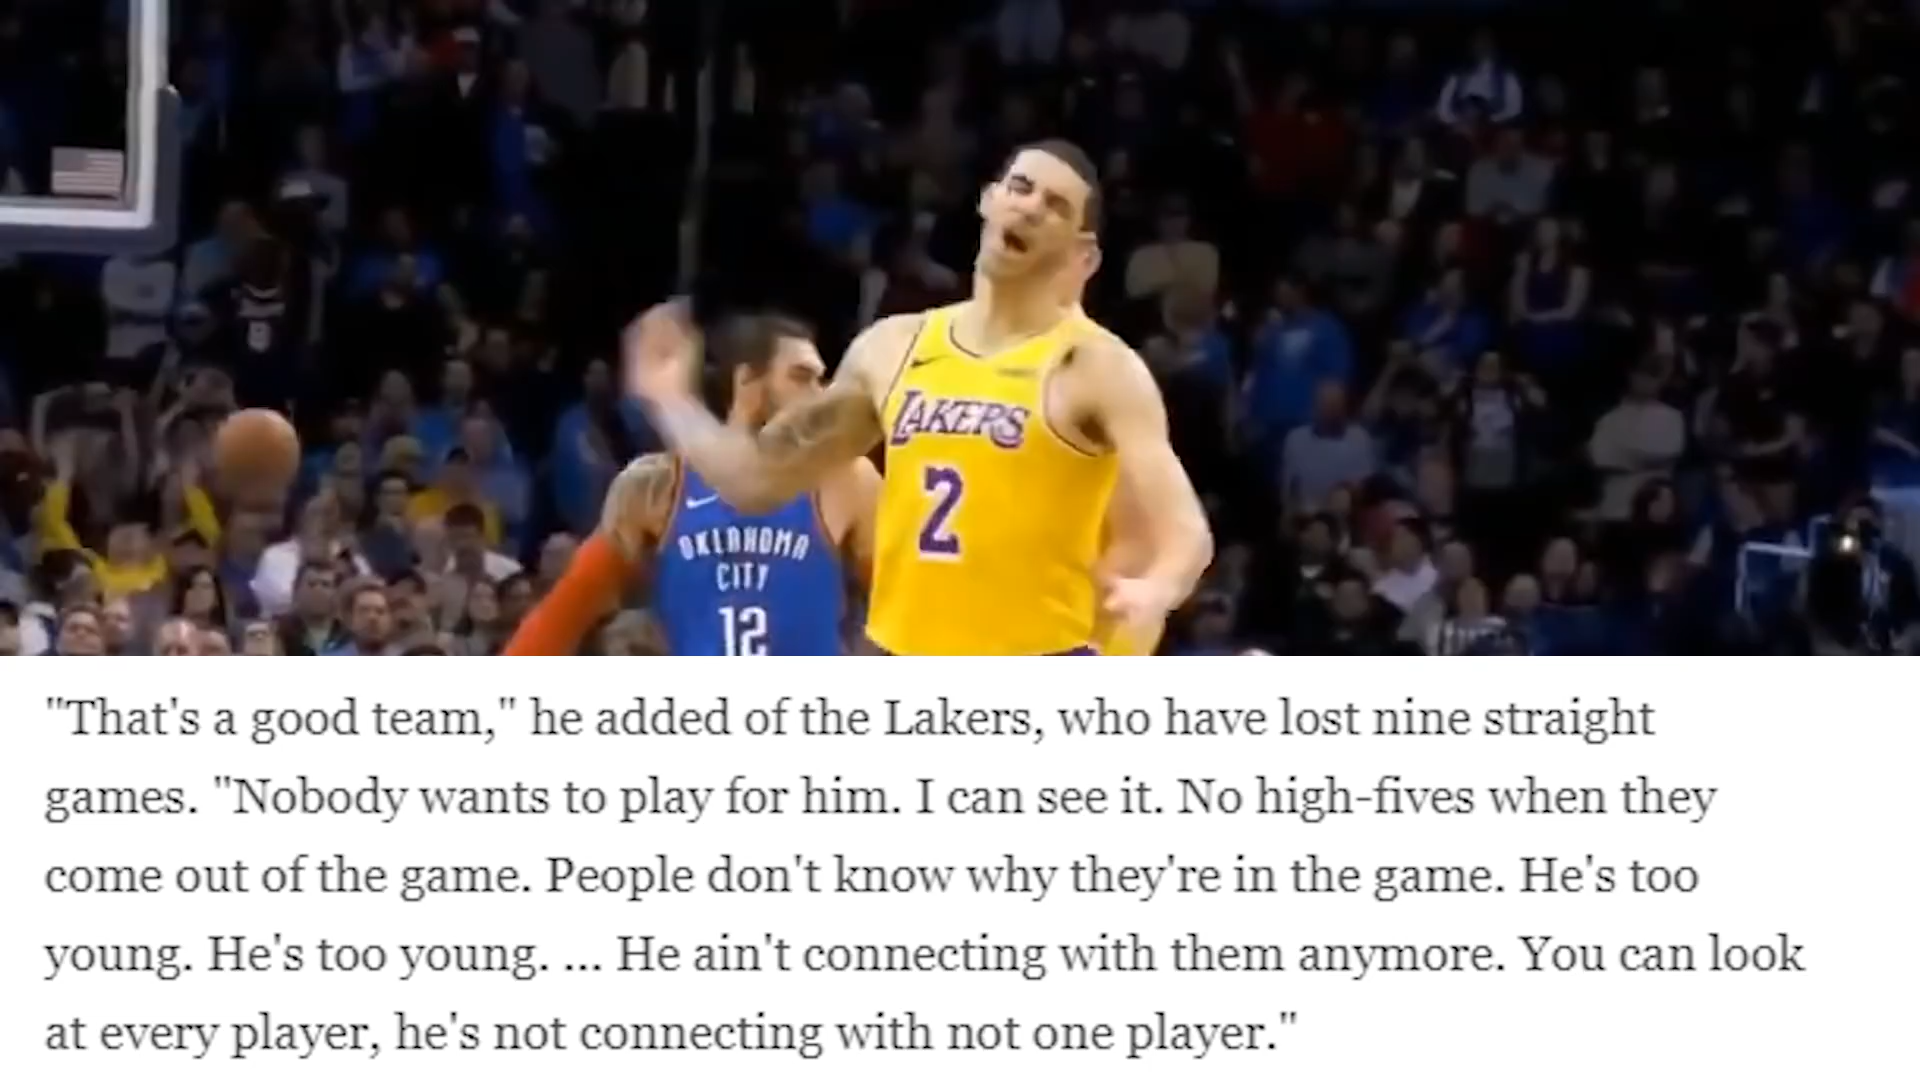 LAKERS
2
OKLAHOMA
CITY
12
"That's a good team," he added of the Lakers, who have lost nine straight
games. "Nobody wants to play for him. I can see it. No high-fives when they
come out of the game. People don't know why they're in the game. He's too
young. He's too young. ... He ain't connecting with them anymore. You can look
at every player, he's not connecting with not one player."